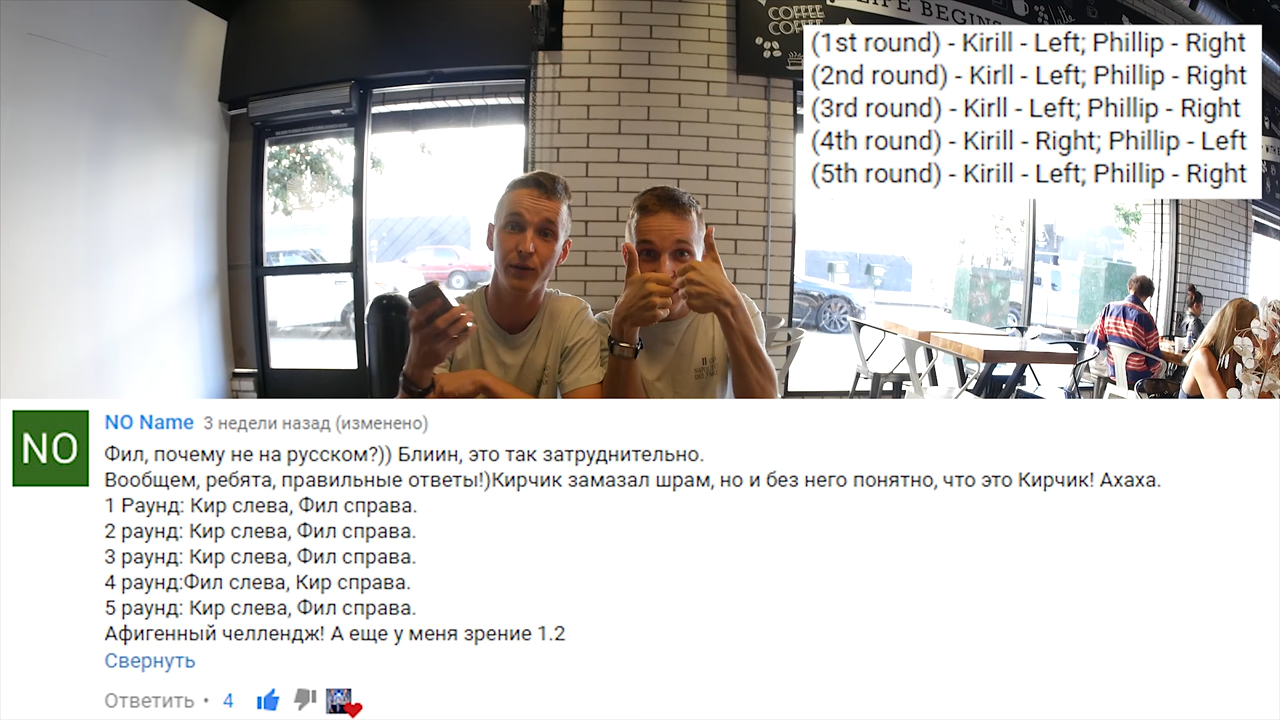 COFFEE
COFFEE
LIFE BEGINS
Latte
(1st round) - Kirill - Left; Phillip - Right
(2nd round) - Kirll - Left; Phillip - Right
(3rd round) - Kirll - Left; Phillip - Right
(4th round) - Kirill - Right; Phillip - Left
(5th round) - Kirill - Left; Phillip - Right
NO
NO Name 3 недели назад (изменено)
Фил, почему не на русском?)) Блиин, это так затруднительно.
Вообщем, ребята, правильные ответы!)Кирчик замазал шрам, но и без него понятно, что это Кирчик! Ахаха.
1 Раунд: Кир слева, Фил справа.
2 раунд: Кир слева, Фил справа.
3 раунд: Кир слева, Фил справа.
4 раунд:Фил слева, Кир справа.
5 раунд: Кир слева, Фил справа.
Афигенный челлендж! А еще у меня зрение 1.2
Свернуть
Ответить • 4